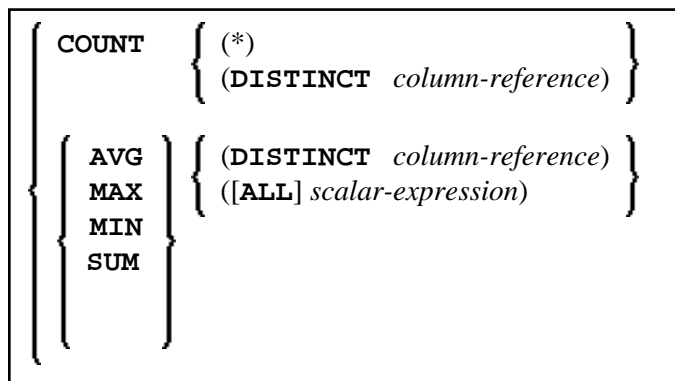 COUNT (*)
(DISTINCT column-reference)
AVG (DISTINCT column-reference)
MAX ([ALL] scalar-expression)
MIN
SUM